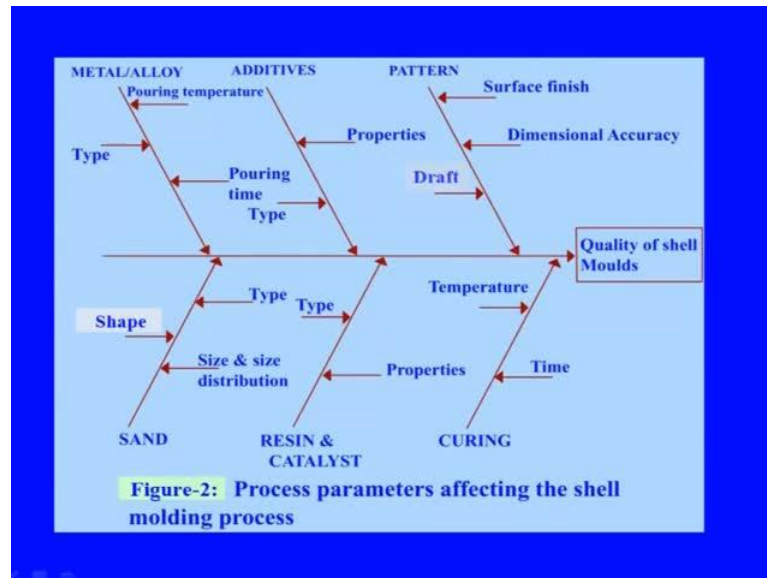 METAL/ALLOY
ADDITIVES
PATTERN
Pouring temperature
Surface finish
Type
Properties
Dimensional Accuracy
Pouring
time
Type
Draft
Quality of shell
Moulds
Type
Type
Temperature
Shape
Size & size
distribution
Properties
Time
SAND
RESIN &
CATALYST
CURING
Figure-2: Process parameters affecting the shell
molding process